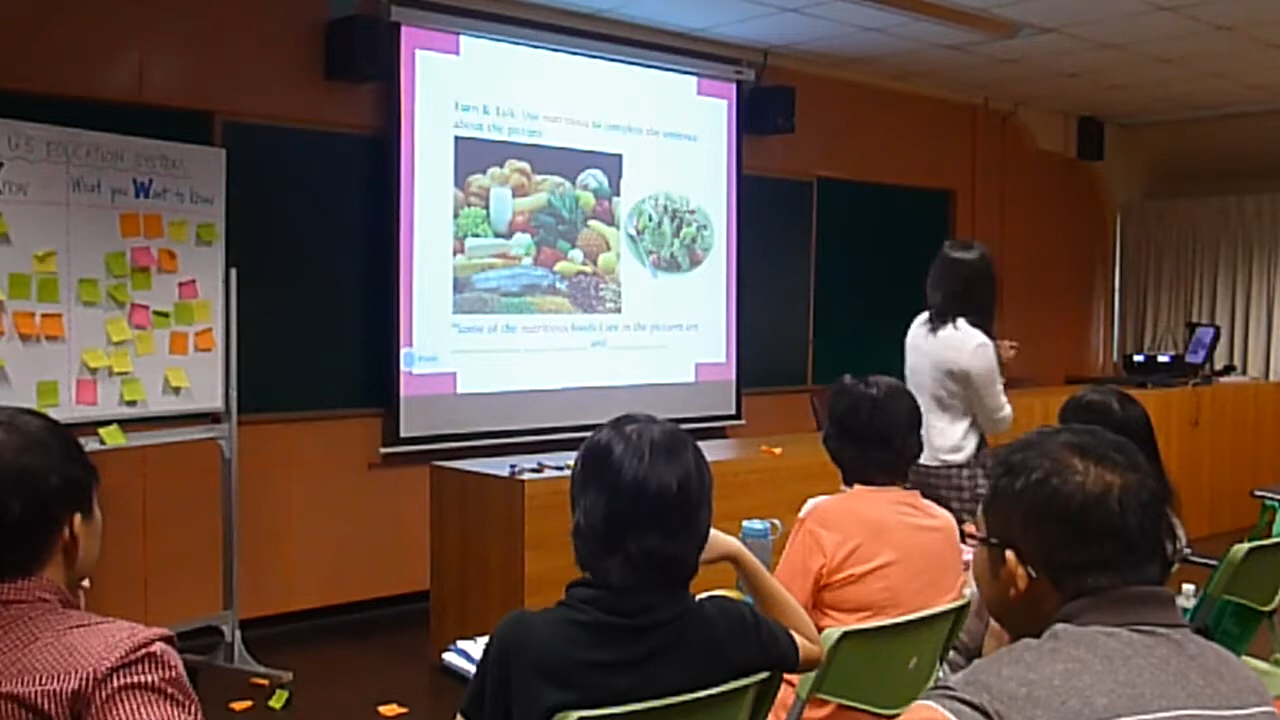 U.S EDUCATION SYSTEM
What you Want to Know
Turn & Talk: Use nutritious to complete the sentence
about the picture
"Some of the nutritious foods I see in the pictures are
and